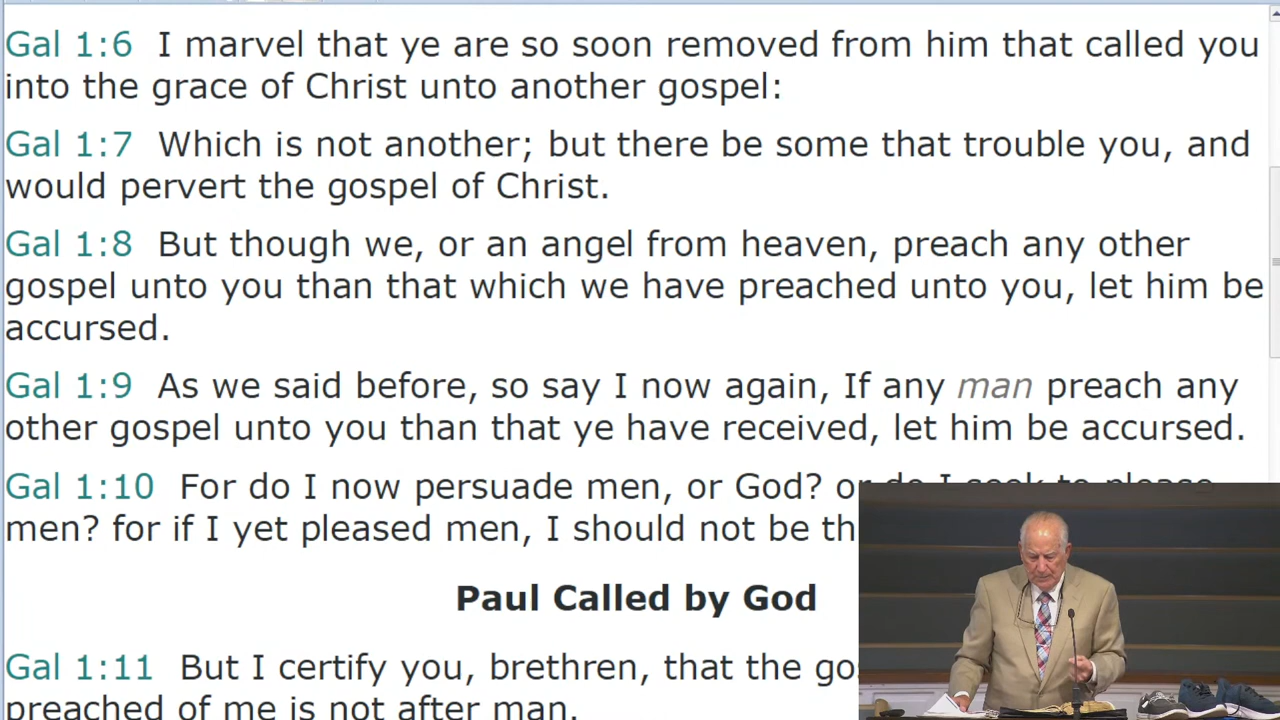 Gal 1:6 I marvel that ye are so soon removed from him that called you
into the grace of Christ unto another gospel:
Gal 1:7 Which is not another; but there be some that trouble you, and
would pervert the gospel of Christ.
Gal 1:8 But though we, or an angel from heaven, preach any other
gospel unto you than that which we have preached unto you, let him be
accursed.
Gal 1:9 As we said before, so say I now again, If any man preach any
other gospel unto you than that ye have received, let him be accursed.
Gal 1:10 For do I now persuade men, or God? or do I seek to please
men? for if I yet pleased men, I should not be th
Paul Called by God
Gal 1:11 But I certify you, brethren, that the go
preached of me is not after man.